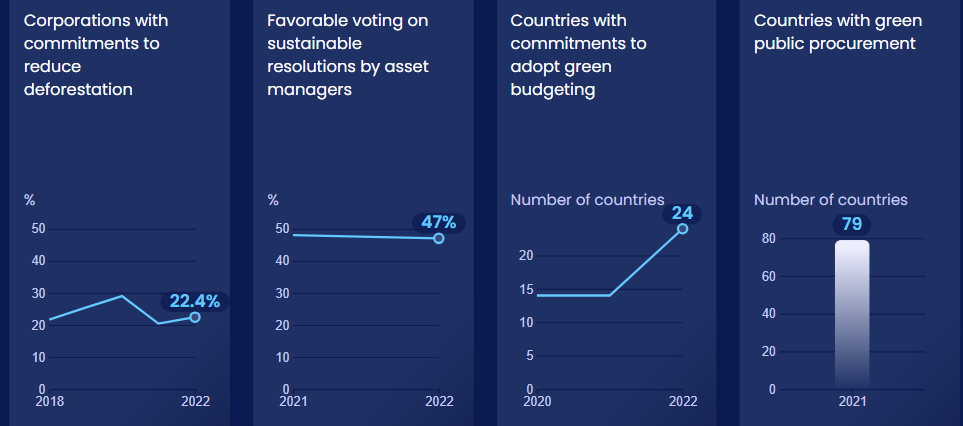 Corporations with
commitments to
reduce
deforestation
%
50
40
30
20
10
0
22.4%
2018
2022
Favorable voting on
sustainable
resolutions by asset
managers
%
50
40
30
20
10
0
47%
2021
2022
Countries with
commitments to
adopt green
budgeting
Number of countries
24
20
15
10
5
0
2020
2022
Countries with green
public procurement
Number of countries
79
80
60
40
20
0
2021